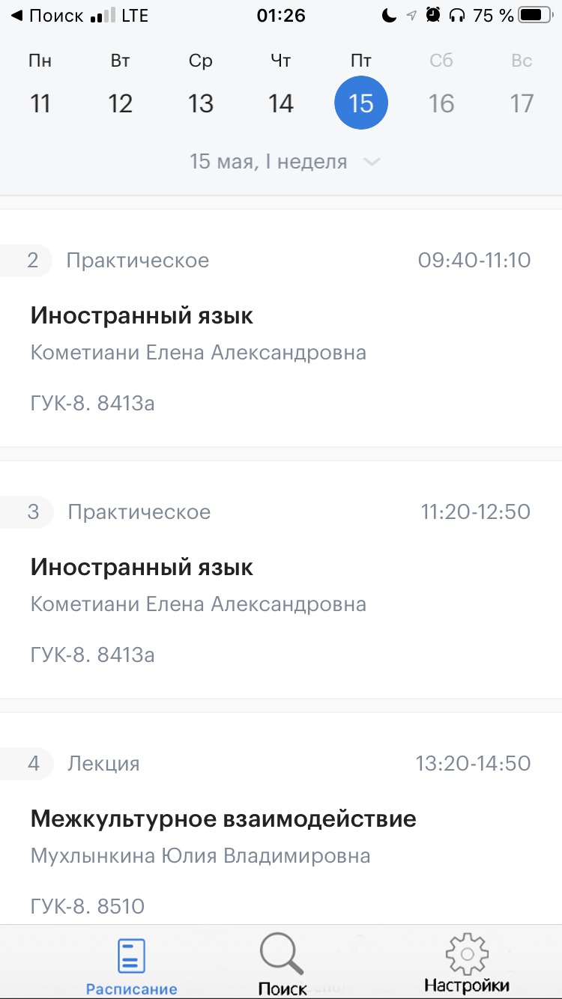 Поиск LTE 01:26 75 %
Пн Вт Ср Чт Пт Сб Вс
11 12 13 14 15 16 17
15 мая, I неделя
2 Практическое 09:40-11:10
Иностранный язык
Кометиани Елена Александровна
ГУК-8. 8413а
3 Практическое 11:20-12:50
Иностранный язык
Кометиани Елена Александровна
ГУК-8. 8413а
4 Лекция 13:20-14:50
Межкультурное взаимодействие
Мухлынкина Юлия Владимировна
ГУК-8. 8510
Расписание Поиск Настройки